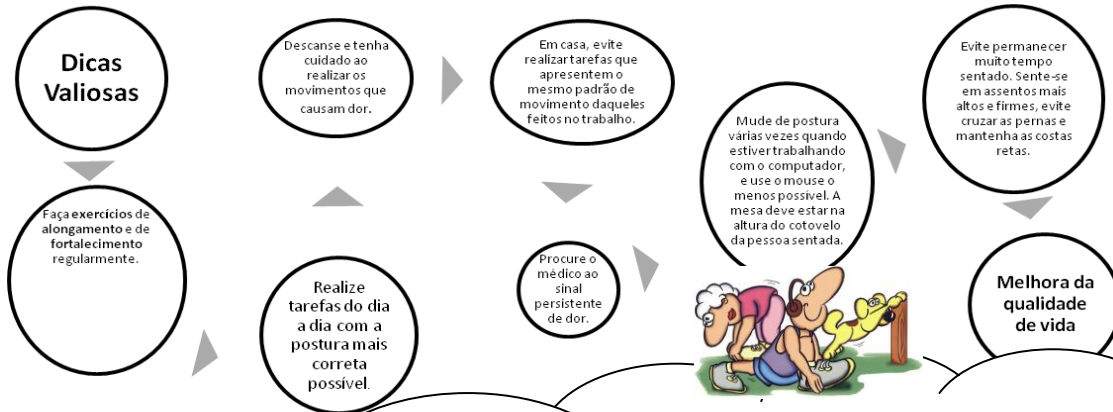 Dicas
Valiosas
Faça exercícios de
alongamento e de
fortalecimento
regularmente.
Realize
tarefas do dia
a dia com a
postura mais
correta
possível.
Descanse e tenha
cuidado ao
realizar os
movimentos que
causam dor.
Em casa, evite
realizar tarefas que
apresentem o
mesmo padrão de
movimento daqueles
feitos no trabalho.
Procure o
médico ao
sinal
persistente
de dor.
Mude de postura
várias vezes quando
estiver trabalhando
com o computador,
e use o mouse o
menos possível. A
mesa deve estar na
altura do cotovelo
da pessoa sentada.
Evite permanecer
muito tempo
sentado. Sente-se
em assentos mais
altos e firmes, evite
cruzar as pernas e
mantenha as costas
retas.
Melhora da
qualidade
de vida